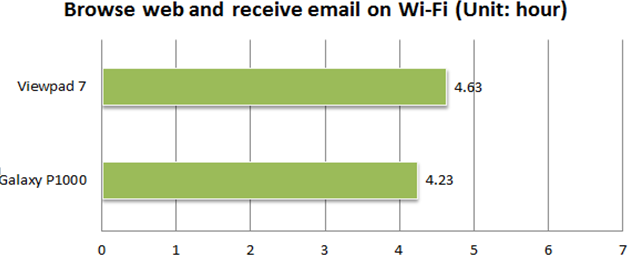 Browse web and receive email on Wi-Fi (Unit: hour)
Viewpad 7
4.63
Galaxy P1000
4.23
0 1 2 3 4 5 6 7